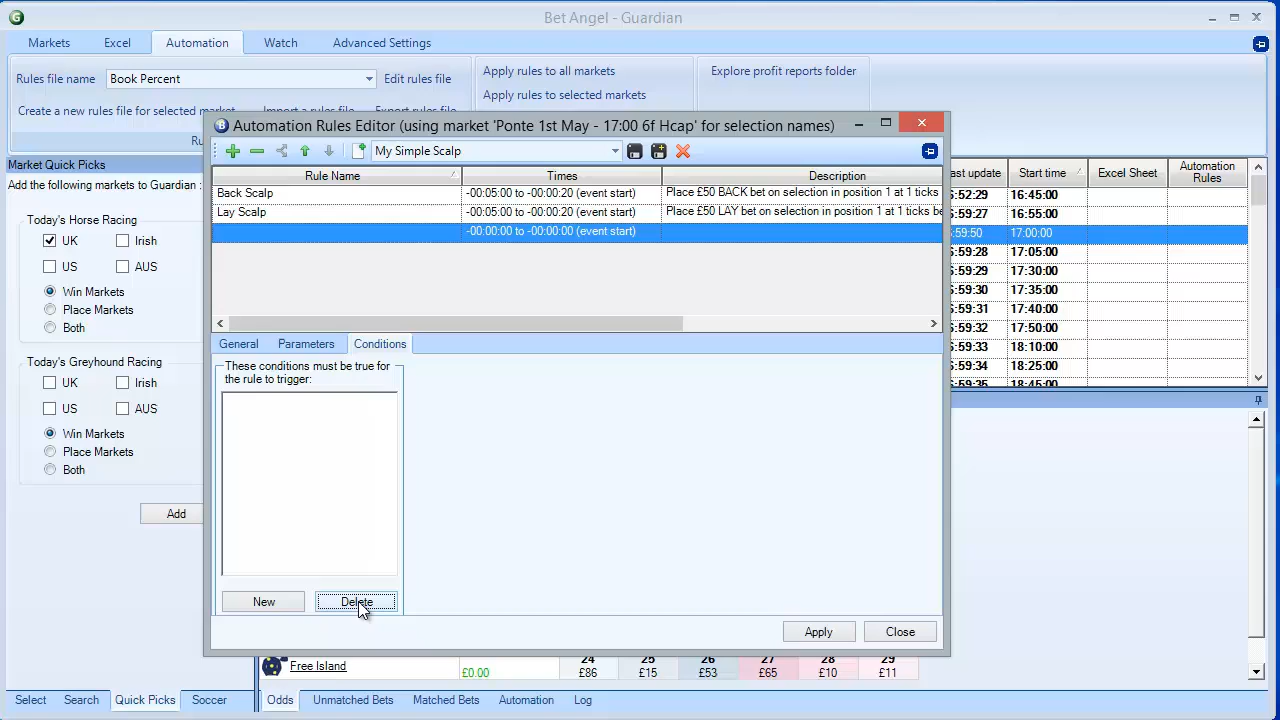 Bet Angel - Guardian
Markets Excel Automation Watch Advanced Settings
Rules file name Book Percent Edit rules file
Create a new rules file for selected market Import a rules file Export rules file
Apply rules to all markets
Apply rules to selected markets
Explore profit reports folder
Market Quick Picks
Add the following markets to Guardian :
Today's Horse Racing
UK Irish
US AUS
Win Markets
Place Markets
Both
Today's Greyhound Racing
UK Irish
US AUS
Win Markets
Place Markets
Both
Add
Automation Rules Editor (using market 'Ponte 1st May - 17:00 6f Hcap' for selection names)
My Simple Scalp
Rule Name Times Description
Back Scalp -00:05:00 to -00:00:20 (event start) Place £50 BACK bet on selection in position 1 at 1 ticks
Lay Scalp -00:05:00 to -00:00:20 (event start) Place £50 LAY bet on selection in position 1 at 1 ticks be
-00:00:00 to -00:00:00 (event start)
General Parameters Conditions
These conditions must be true for
the rule to trigger:
New Delete
Apply Close
ast update Start time Excel Sheet Automation Rules
:52:29 16:45:00
:59:27 16:55:00
:59:50 17:00:00
:59:28 17:05:00
:59:29 17:30:00
:59:30 17:35:00
:59:31 17:40:00
:59:32 17:50:00
:59:33 18:10:00
:59:34 18:25:00
:59:35 18:45:00
Free Island £0.00
24 25 26 27 28 29
£86 £15 £53 £65 £10 £11
Select Search Quick Picks Soccer
Odds Unmatched Bets Matched Bets Automation Log